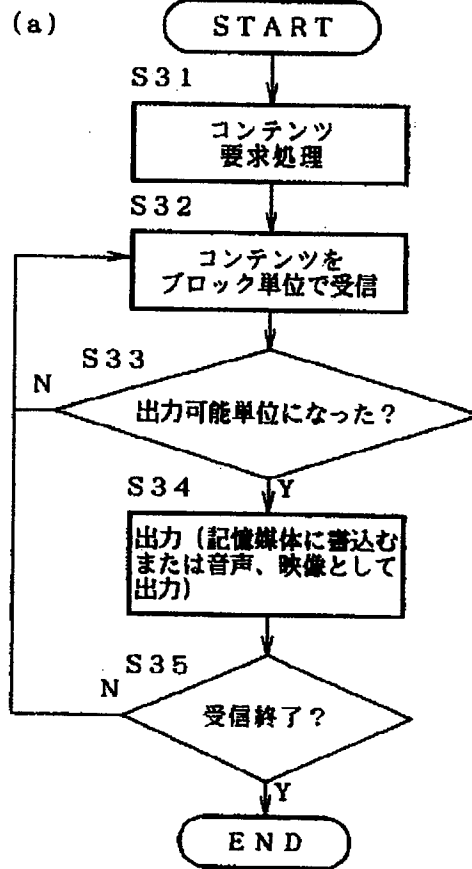 (a)
START
S31
コンテンツ
要求処理
S32
コンテンツを
ブロック単位で受信
S33
N
出力可能単位になった?
Y
S34
出力(記憶媒体に書込む
または音声、映像として
出力)
S35
N
受信終了?
Y
END